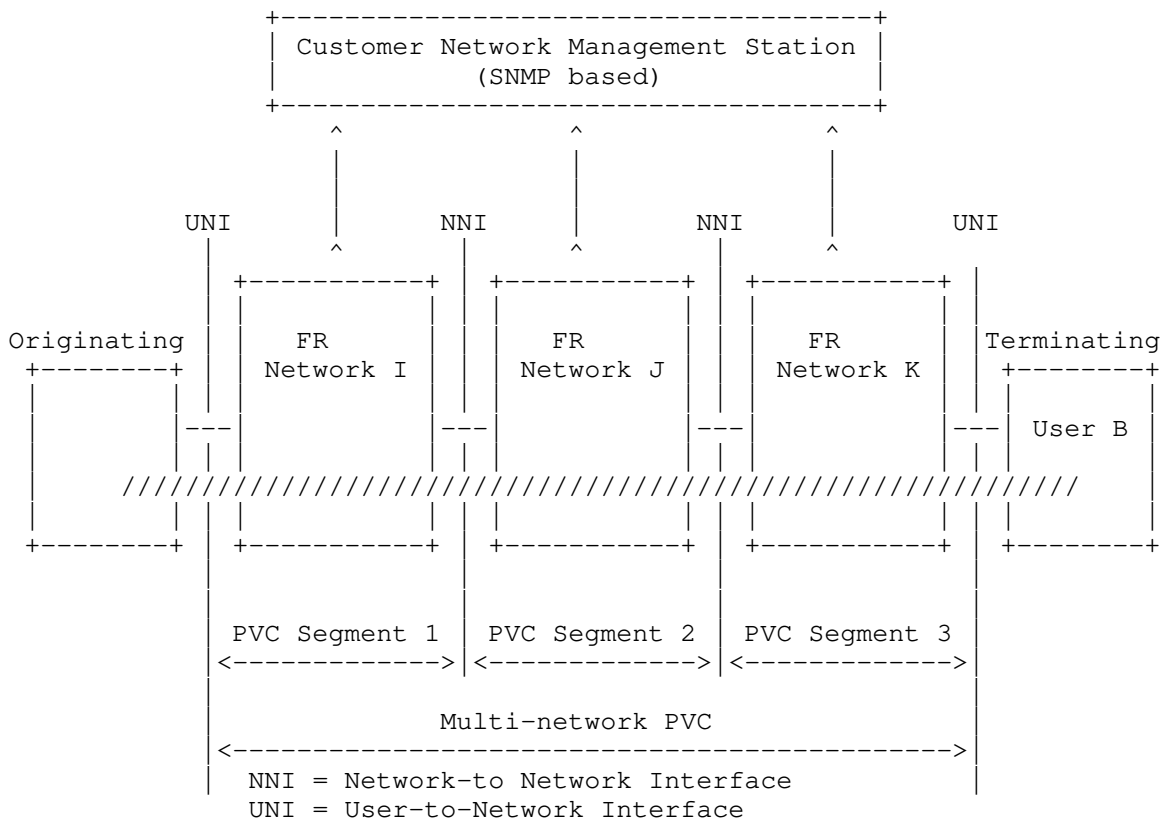 Customer Network Management Station
(SNMP based)
UNI NNI NNI UNI
Originating FR FR FR Terminating
Network I Network J Network K
User B
PVC Segment 1 PVC Segment 2 PVC Segment 3
Multi-network PVC
NNI = Network-to Network Interface
UNI = User-to-Network Interface